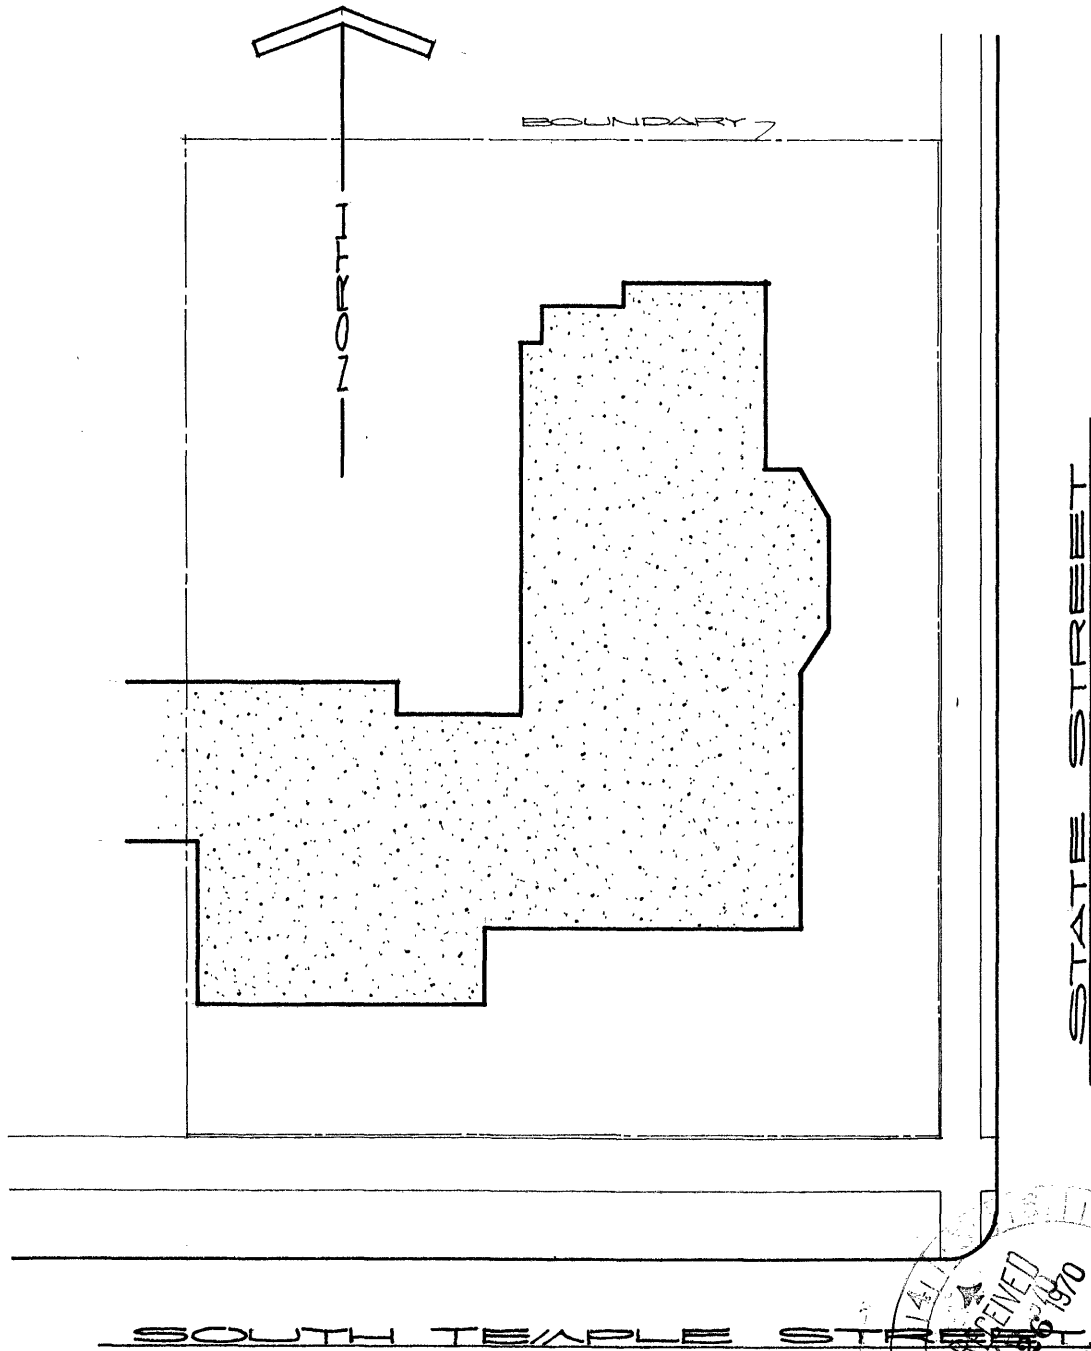 BOUNDARY
NORTH
STATE STREET
SOUTH TEMPLE STREET
RECEIVED
1970